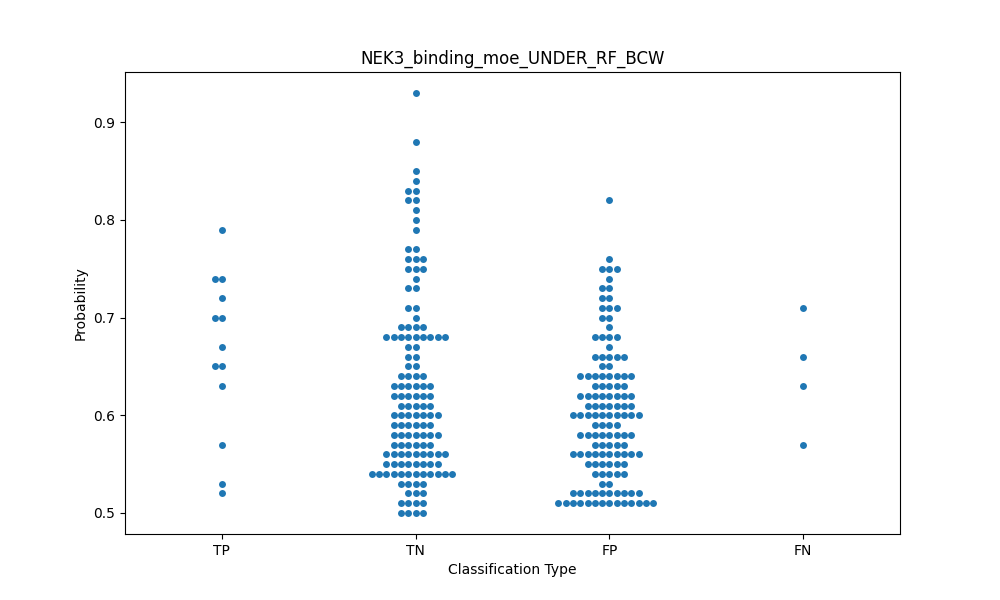 NEK3_binding_moe_UNDER_RF_BCW
0.9
0.8
0.7
0.6
0.5
Probability
TP TN FP FN
Classification Type